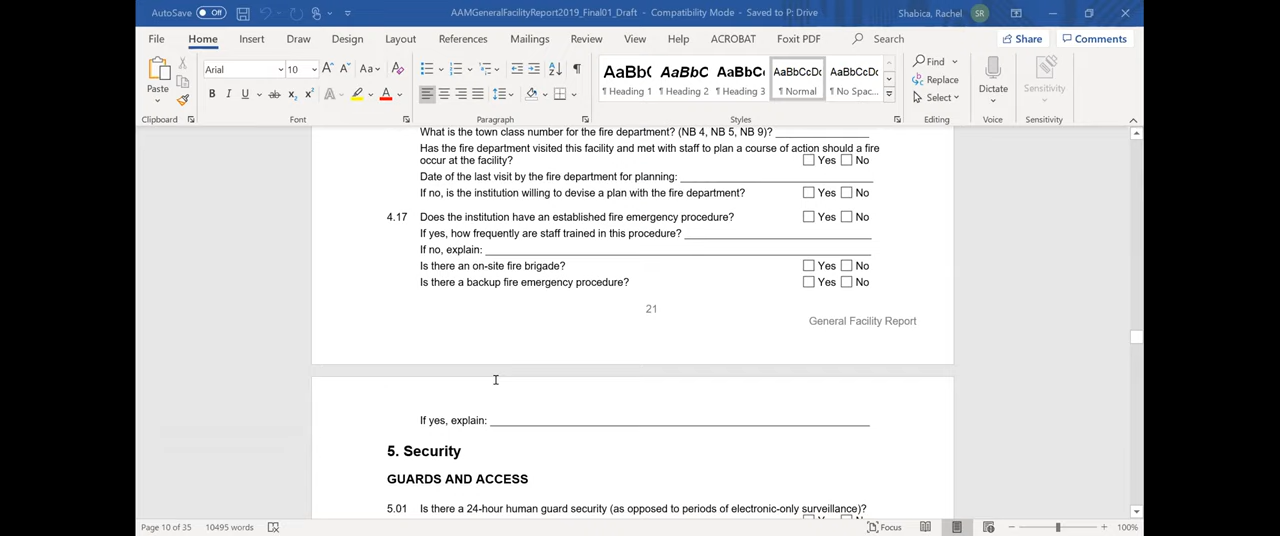 AutoSave Off AAMGeneralFacilityReport2019_Final01_Draft - Compatibility Mode - Saved to P: Drive Shabica, Rachel SR
File Home Insert Draw Design Layout References Mailings Review View Help ACROBAT Foxit PDF Search Share Comments
Paste Arial 10 Aa AaBb( AaBbC AaBbCc AaBbCcDc AaBbCcDc Find Replace Select Dictate Sensitivity
B I U ab x₂ x² A A Heading 1 Heading 2 Heading 3 ¶ Normal ¶ No Spac...
Clipboard Font Paragraph Styles Editing Voice Sensitivity
What is the town class number for the fire department? (NB 4, NB 5, NB 9)?
Has the fire department visited this facility and met with staff to plan a course of action should a fire
occur at the facility? Yes No
Date of the last visit by the fire department for planning:
If no, is the institution willing to devise a plan with the fire department? Yes No
4.17 Does the institution have an established fire emergency procedure? Yes No
If yes, how frequently are staff trained in this procedure?
If no, explain:
Is there an on-site fire brigade? Yes No
Is there a backup fire emergency procedure? Yes No
21
General Facility Report
If yes, explain:
5. Security
GUARDS AND ACCESS
5.01 Is there a 24-hour human guard security (as opposed to periods of electronic-only surveillance)?
Page 10 of 35 10495 words Focus 100%